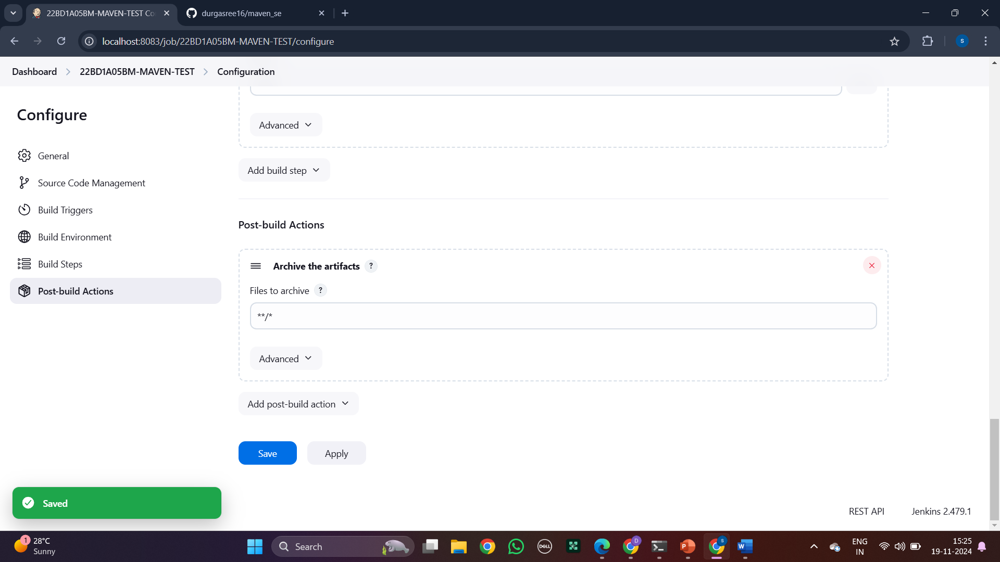 22BD1A05BM-MAVEN-TEST Co
durgasree16/maven_se
localhost:8083/job/22BD1A05BM-MAVEN-TEST/configure
S
Dashboard
22BD1A05BM-MAVEN-TEST
Configuration
Configure
General
Source Code Management
Build Triggers
Build Environment
Build Steps
Post-build Actions
Advanced
Add build step
Post-build Actions
Archive the artifacts ?
Files to archive ?
**/*
Advanced
Add post-build action
Save
Apply
Saved
REST API
Jenkins 2.479.1
1
28°C
Sunny
Search
DELL
D
P
S
W
ENG
IN
15:25
19-11-2024